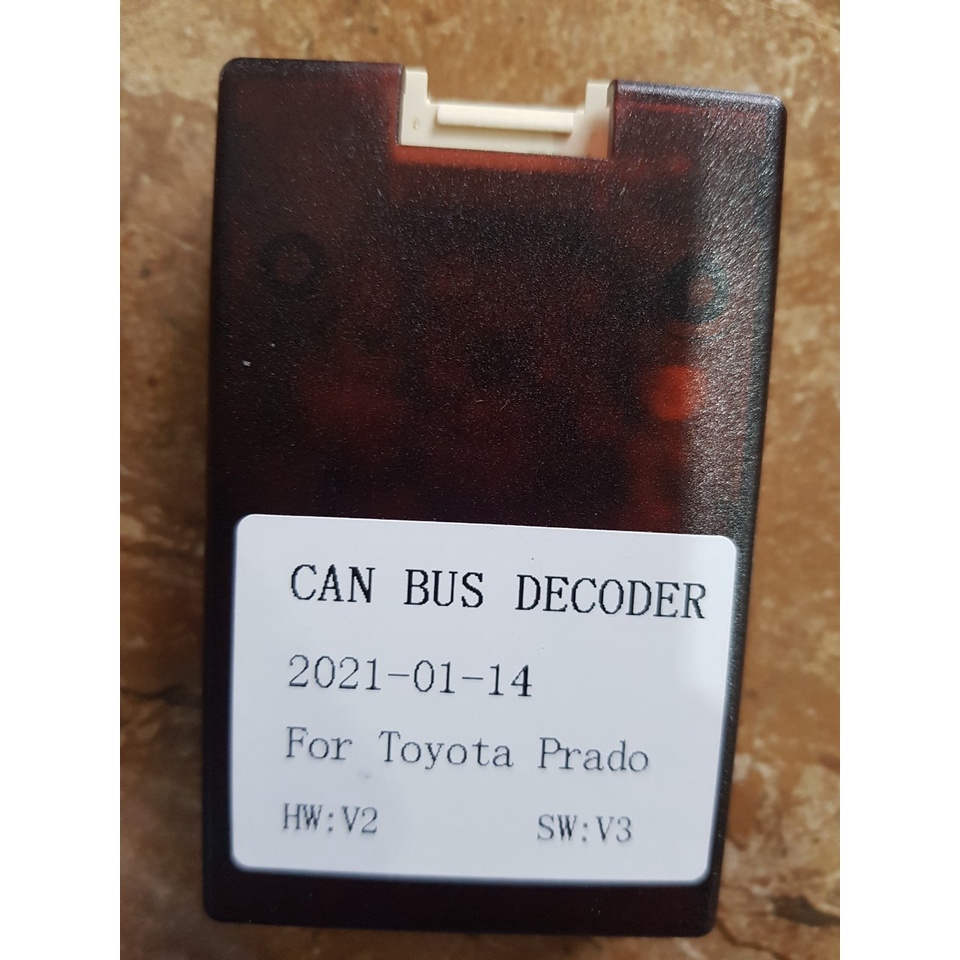 CAN BUS DECODER
2021-01-14
For Toyota Prado
HW:V2 SW:V3